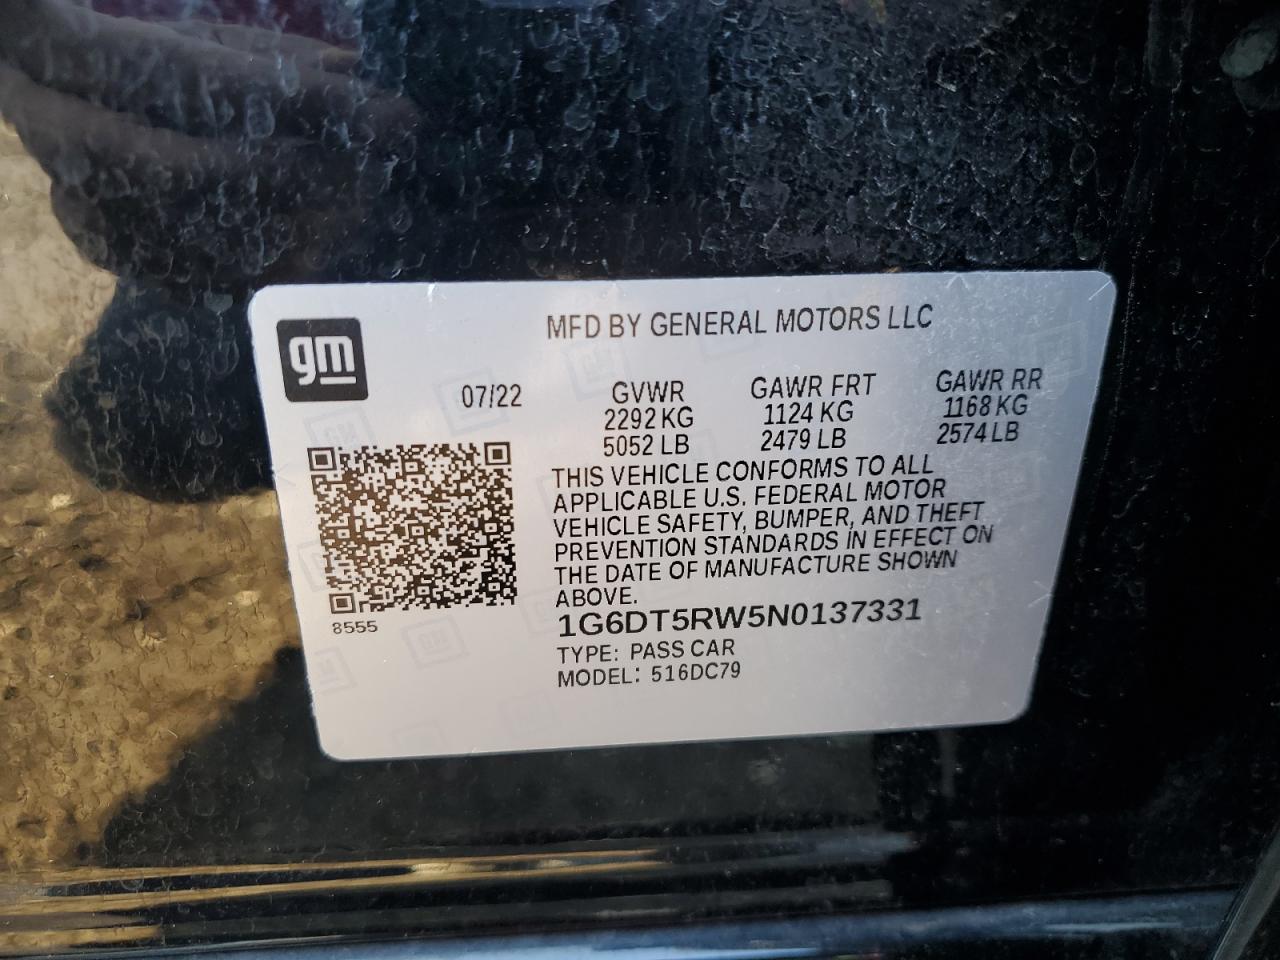 gm
MFD BY GENERAL MOTORS LLC
07/22
GVWR
2292 KG
5052 LB
GAWR FRT
1124 KG
2479 LB
GAWR RR
1168 KG
2574 LB
THIS VEHICLE CONFORMS TO ALL
APPLICABLE U.S. FEDERAL MOTOR
VEHICLE SAFETY, BUMPER, AND THEFT
PREVENTION STANDARDS IN EFFECT ON
THE DATE OF MANUFACTURE SHOWN
ABOVE.
8555
1G6DT5RW5N0137331
TYPE: PASS CAR
MODEL: 516DC79